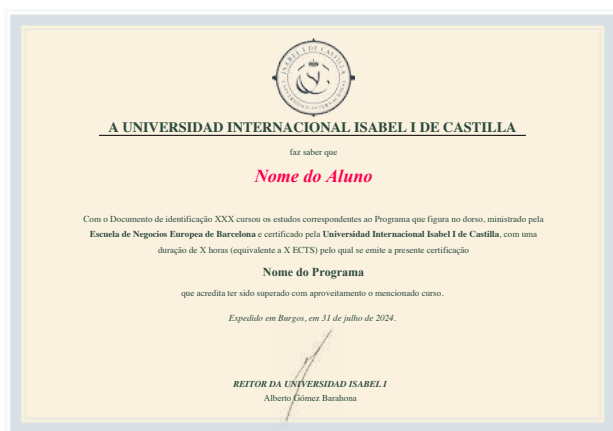 A UNIVERSIDAD INTERNACIONAL ISABEL I DE CASTILLA
faz saber que
Nome do Aluno
Com o Documento de identificação XXX cursou os estudos correspondentes ao Programa que figura no dorso, ministrado pela
Escuela de Negocios Europea de Barcelona e certificado pela Universidad Internacional Isabel I de Castilla, com uma
duração de X horas (equivalente a X ECTS) pelo qual se emite a presente certificação
Nome do Programa
que acredita ter sido superado com aproveitamento o mencionado curso.
Expedido em Burgos, em 31 de julho de 2024.
REITOR DA UNIVERSIDAD ISABEL I
Alberto Gómez Barahona